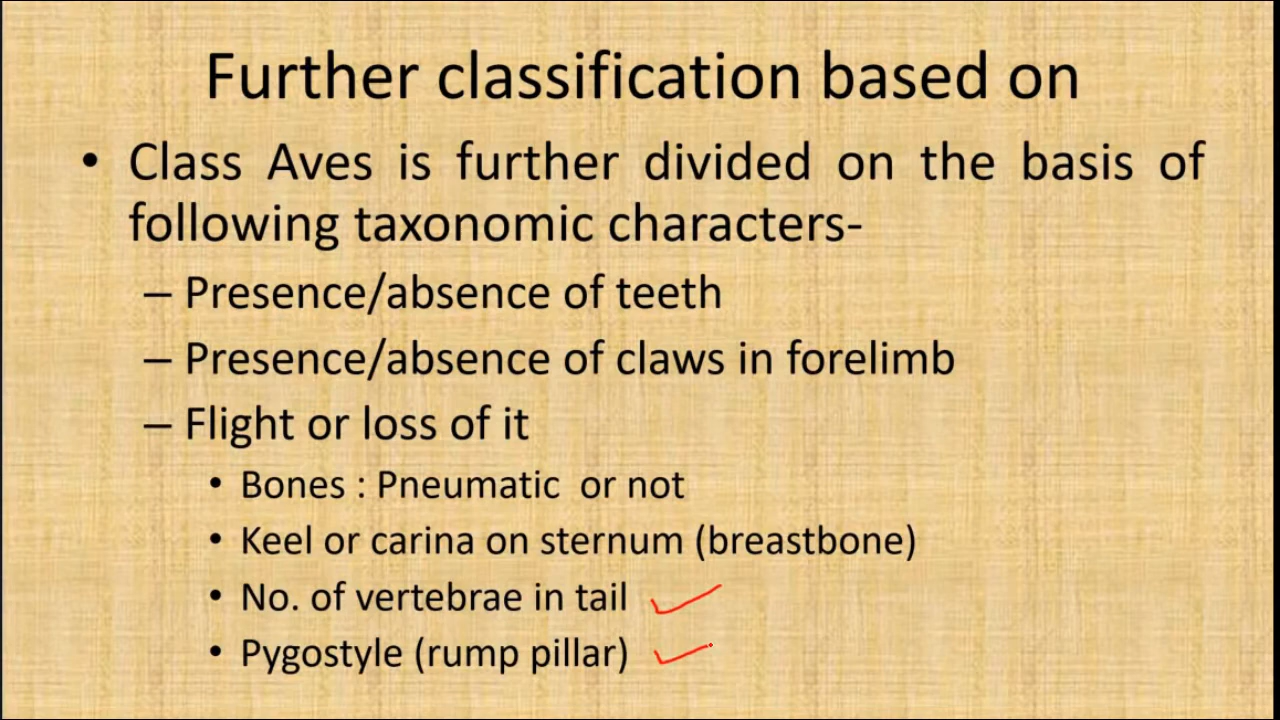 Further classification based on
• Class Aves is further divided on the basis of
following taxonomic characters-
– Presence/absence of teeth
– Presence/absence of claws in forelimb
– Flight or loss of it
• Bones : Pneumatic or not
• Keel or carina on sternum (breastbone)
• No. of vertebrae in tail
• Pygostyle (rump pillar)